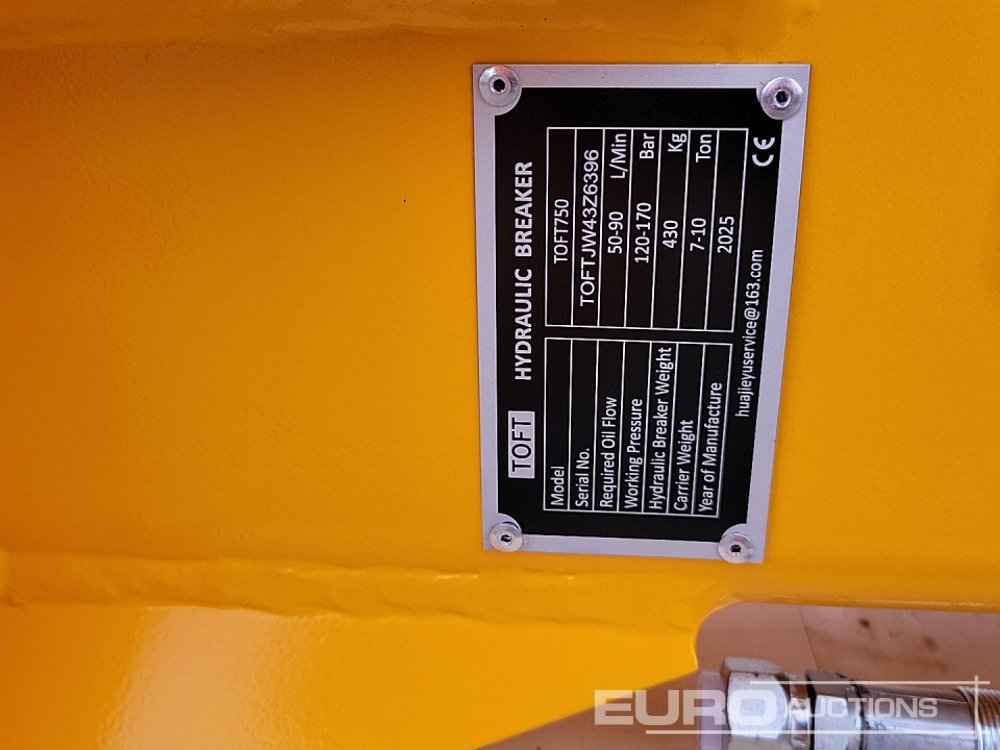 TOFT HYDRAULIC BREAKER
Model TOFT750
Serial No. TOFTJW43Z6396
Required Oil Flow 50-90 L/Min
Working Pressure 120-170 Bar
Hydraulic Breaker Weight 430 Kg
Carrier Weight 7-10 Ton
Year of Manufacture 2025
huajieyuservice@163.com CE
EURO AUCTIONS